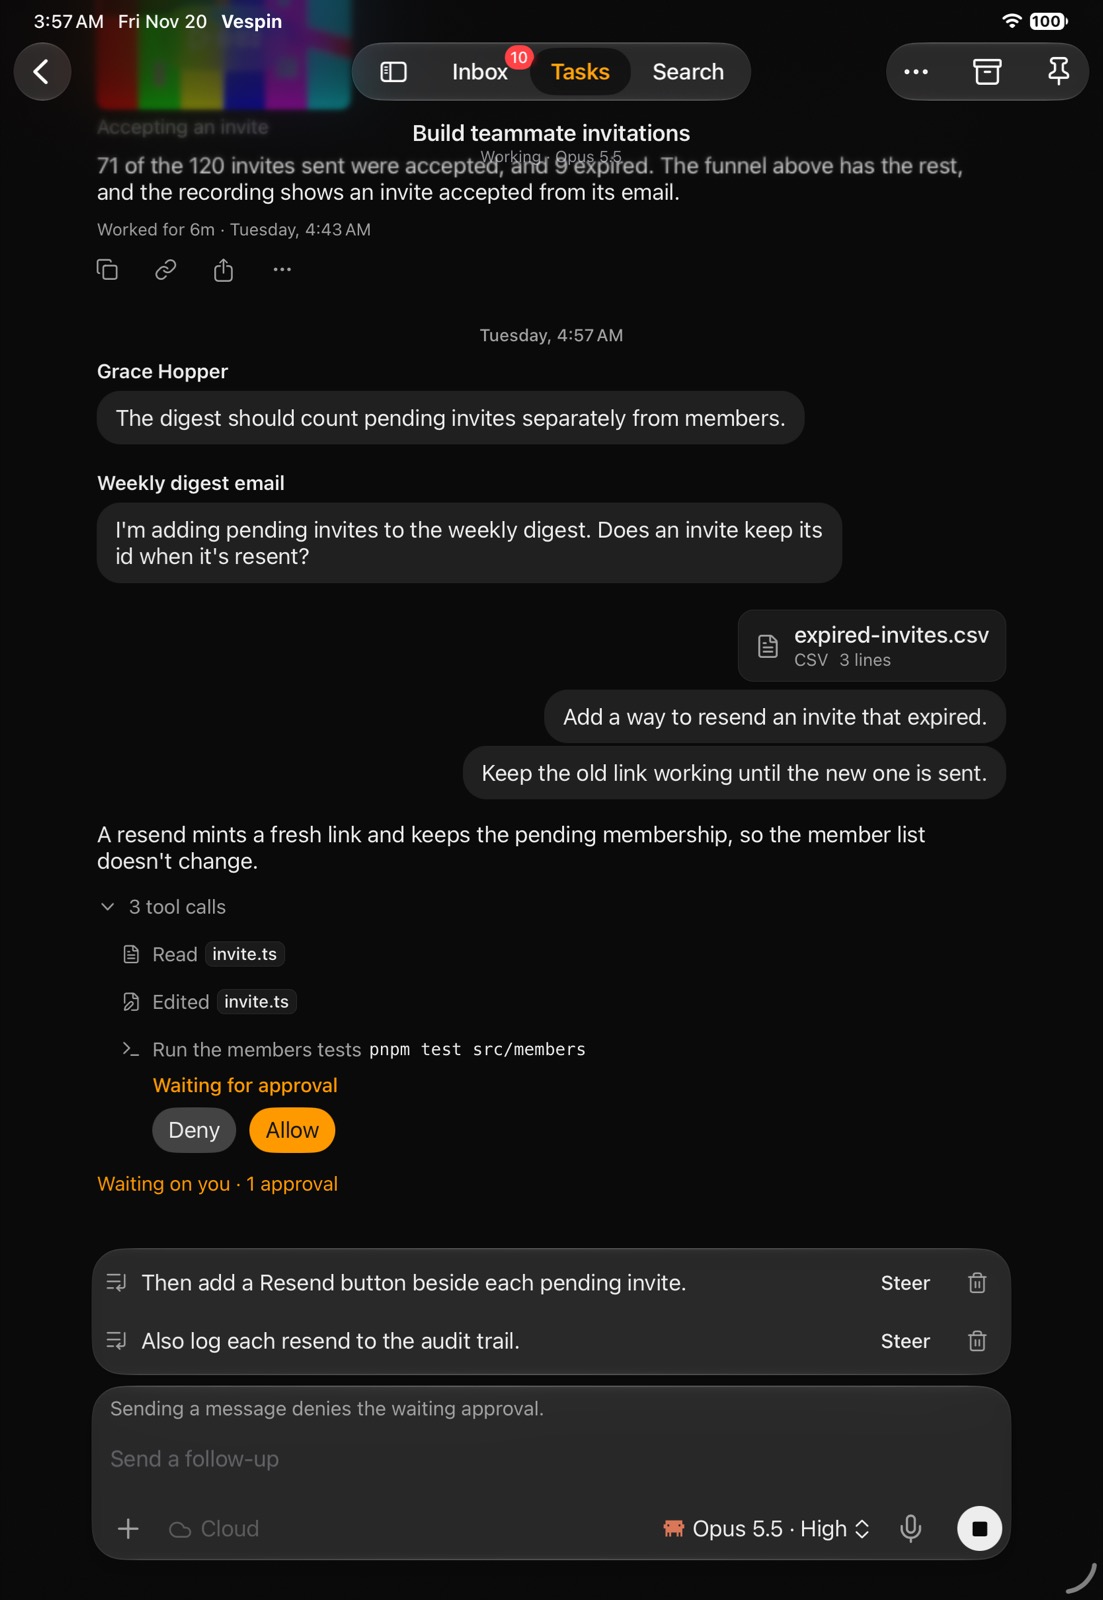 3:57 AM Fri Nov 20 Vespin
100
Inbox
10
Tasks
Search
Build teammate invitations
Working · Opus 5.5
Accepting an invite
71 of the 120 invites sent were accepted, and 9 expired. The funnel above has the rest,
and the recording shows an invite accepted from its email.
Worked for 6m · Tuesday, 4:43 AM
Tuesday, 4:57 AM
Grace Hopper
The digest should count pending invites separately from members.
Weekly digest email
I'm adding pending invites to the weekly digest. Does an invite keep its
id when it's resent?
expired-invites.csv
CSV 3 lines
Add a way to resend an invite that expired.
Keep the old link working until the new one is sent.
A resend mints a fresh link and keeps the pending membership, so the member list
doesn't change.
3 tool calls
Read invite.ts
Edited invite.ts
Run the members tests pnpm test src/members
Waiting for approval
Deny
Allow
Waiting on you · 1 approval
Then add a Resend button beside each pending invite.
Steer
Also log each resend to the audit trail.
Steer
Sending a message denies the waiting approval.
Send a follow-up
Cloud
Opus 5.5 · High